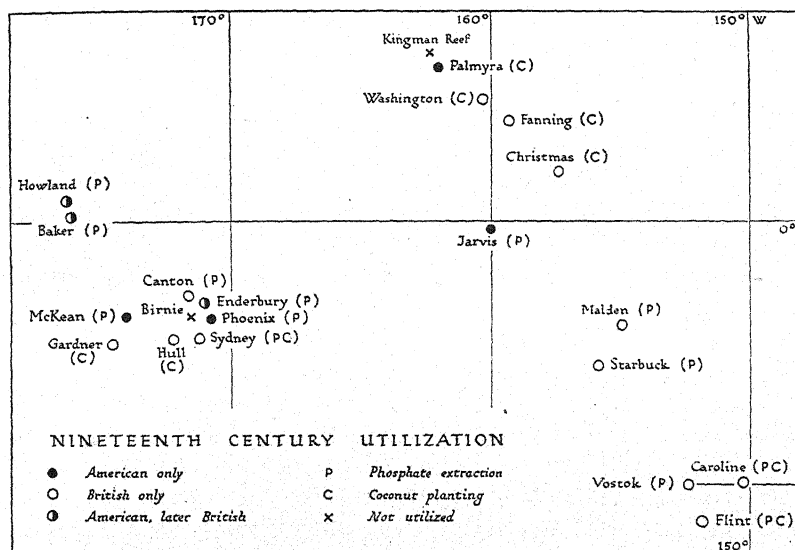 170° 160° 150° W
Kingman Reef
× Palmyra (C)
Washington (C)
Fanning (C)
Christmas (C)
Howland (P)
Baker (P)
Jarvis (P)
0°
Canton (P)
Enderbury (P)
McKean (P)
Birnie ×
Phoenix (P)
Malden (P)
Gardner
(C)
Hull
(C)
Sydney (PC)
Starbuck (P)
NINETEENTH CENTURY UTILIZATION
American only P Phosphate extraction
British only C Coconut planting
American, later British × Not utilized
Caroline (PC)
Vostok (P)
Flint (PC)
150°